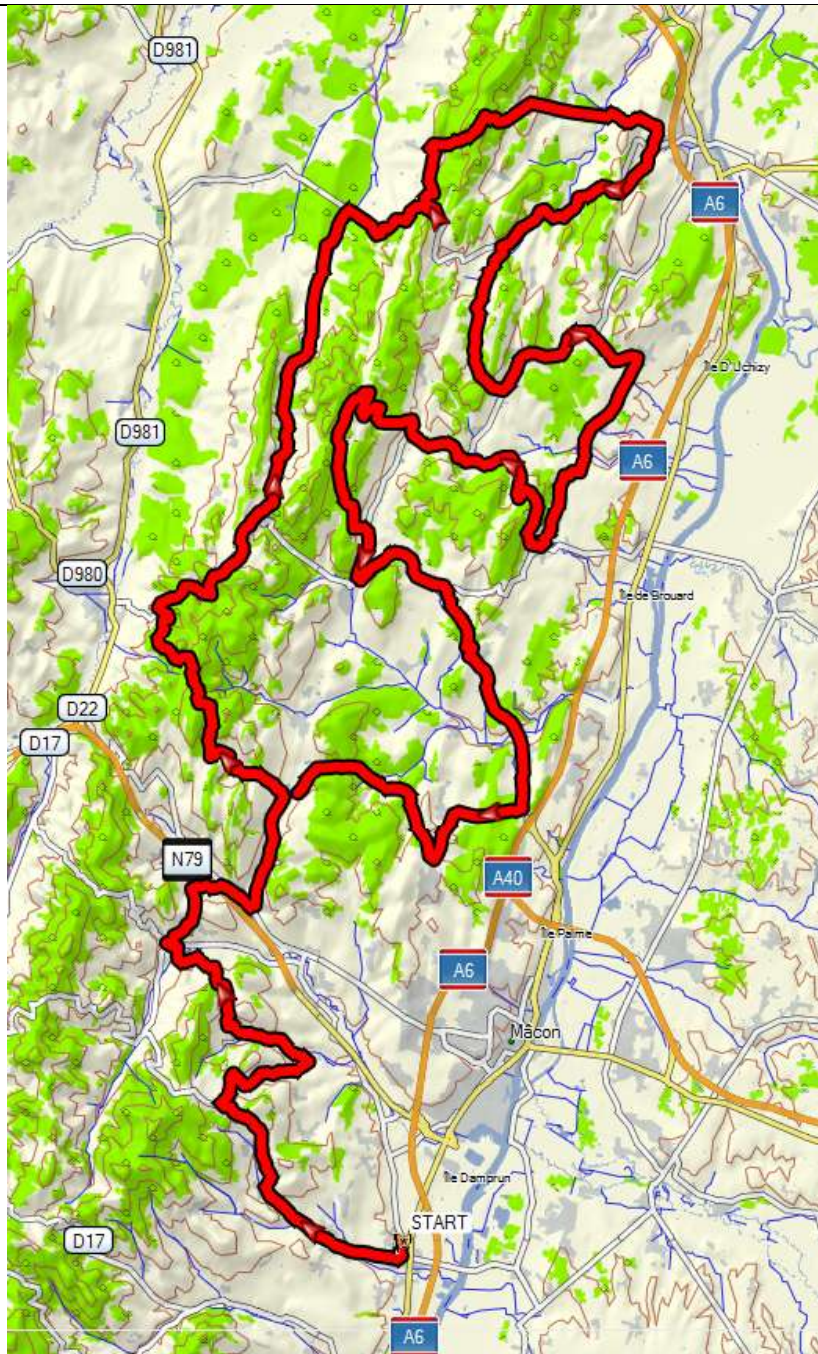 D981
A6
Île D'Uchizy
D981
A6
D980
Île de Brouard
D22
D17
N79
A40
Île Palme
A6
Mâcon
Île Damprun
START
D17
A6